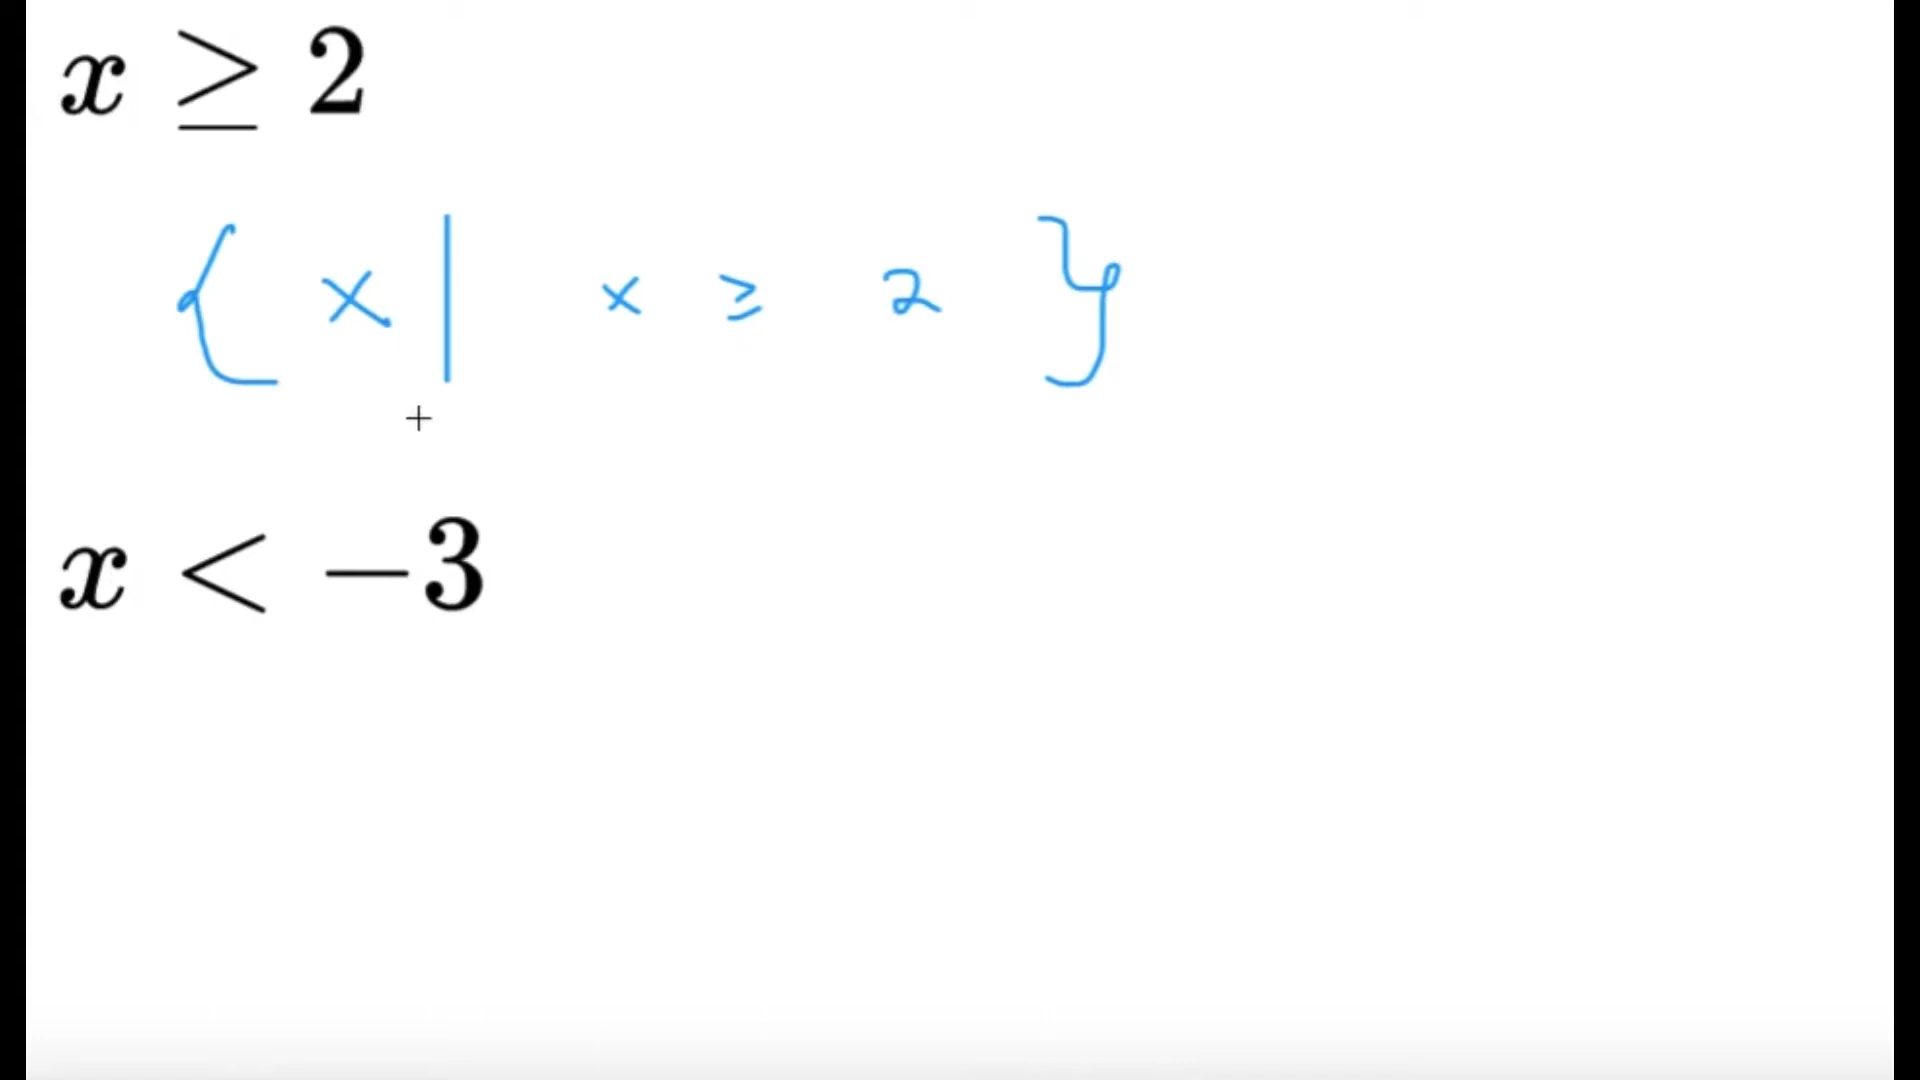 x ≥ 2
{ x | x ≥ 2 }
x < −3